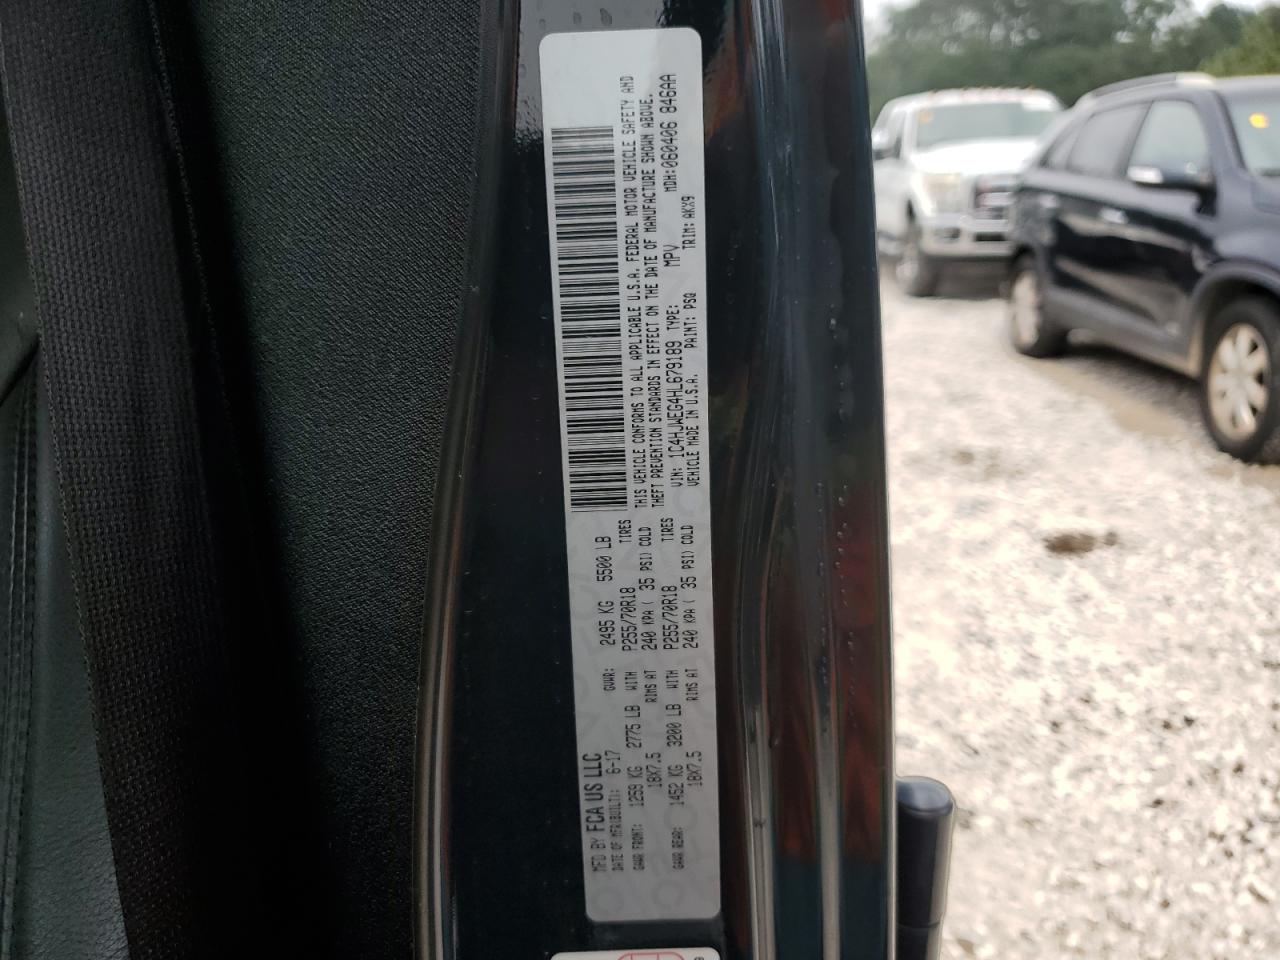 MFD BY FCA US LLC
DATE OF MFR(BUILT): 6-17 GVWR: 2495 KG 5500 LB
GAWR FRONT: 1259 KG 2775 LB WITH P255/70R18 TIRES
18X7.5 RIMS AT 240 KPA ( 35 PSI) COLD
GAWR REAR: 1452 KG 3200 LB WITH P255/70R18 TIRES
18X7.5 RIMS AT 240 KPA ( 35 PSI) COLD
THIS VEHICLE CONFORMS TO ALL APPLICABLE U.S.A. FEDERAL MOTOR VEHICLE SAFETY AND
THEFT PREVENTION STANDARDS IN EFFECT ON THE DATE OF MANUFACTURE SHOWN ABOVE.
VIN: 1C4HJWEG4HL679189 TYPE: MPV MDH:060406 846AA
VEHICLE MADE IN U.S.A. PAINT: PSQ TRIM: AKX9